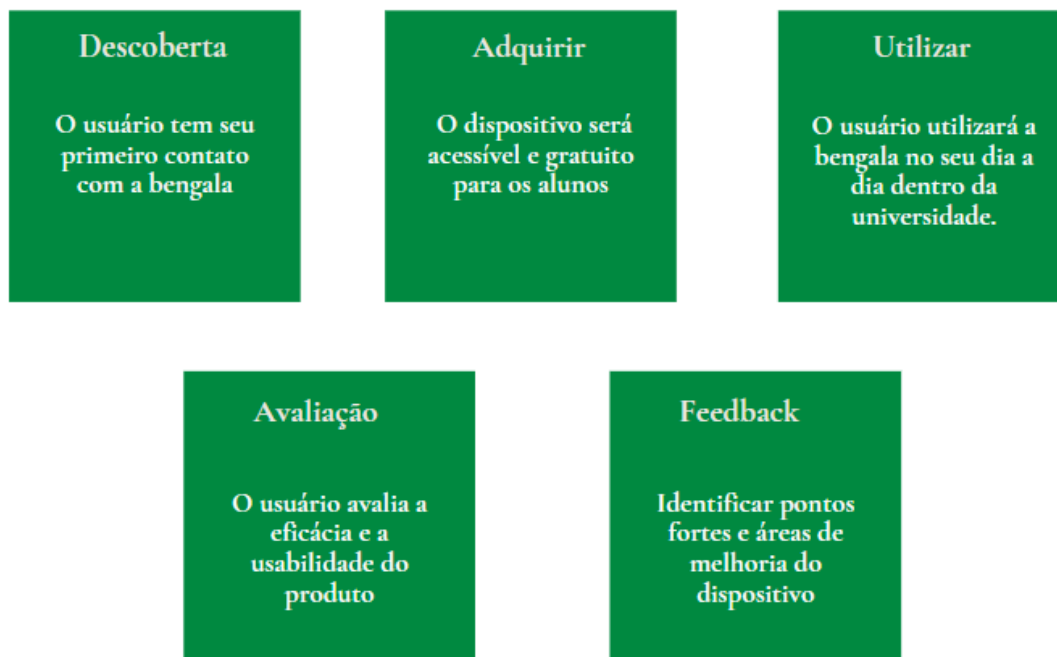 Descoberta
O usuário tem seu
primeiro contato
com a bengala
Adquirir
O dispositivo será
acessível e gratuito
para os alunos
Utilizar
O usuário utilizará a
bengala no seu dia a
dia dentro da
universidade.
Avaliação
O usuário avalia a
eficácia e a
usabilidade do
produto
Feedback
Identificar pontos
fortes e áreas de
melhoria do
dispositivo